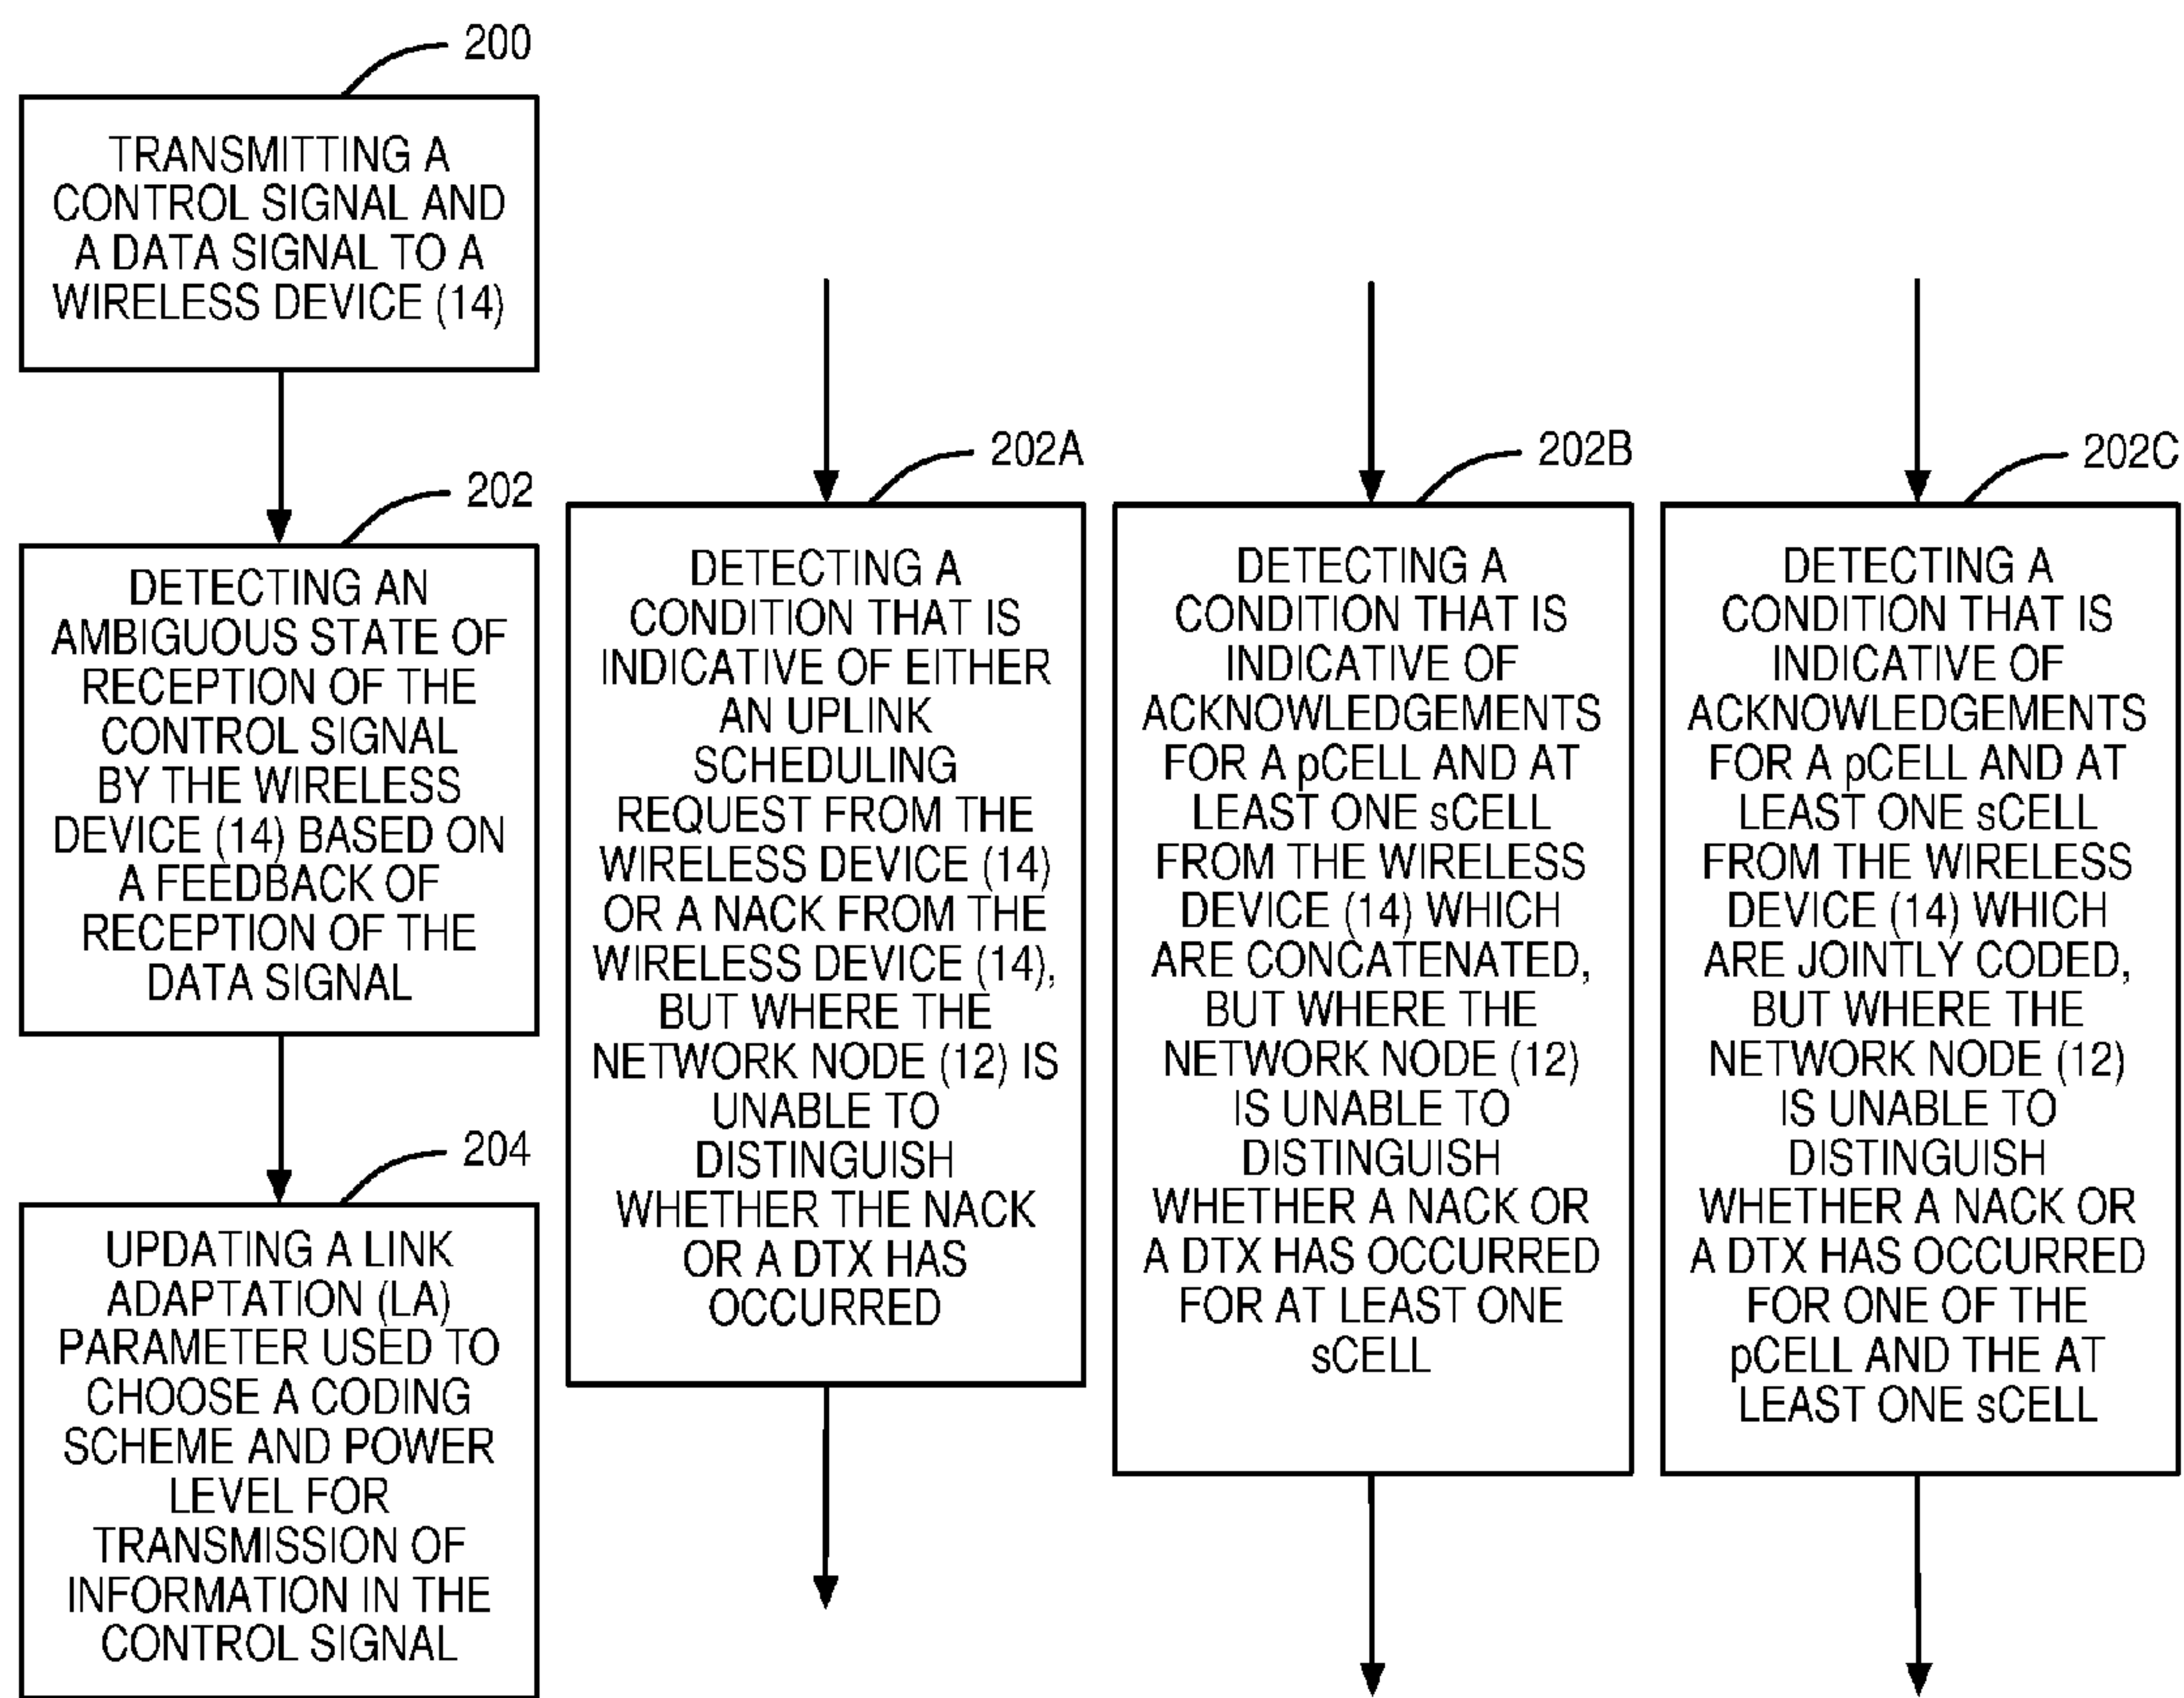 200
TRANSMITTING A
CONTROL SIGNAL AND
A DATA SIGNAL TO A
WIRELESS DEVICE (14)
202
DETECTING AN
AMBIGUOUS STATE OF
RECEPTION OF THE
CONTROL SIGNAL
BY THE WIRELESS
DEVICE (14) BASED ON
A FEEDBACK OF
RECEPTION OF THE
DATA SIGNAL
204
UPDATING A LINK
ADAPTATION (LA)
PARAMETER USED TO
CHOOSE A CODING
SCHEME AND POWER
LEVEL FOR
TRANSMISSION OF
INFORMATION IN THE
CONTROL SIGNAL
202A
DETECTING A
CONDITION THAT IS
INDICATIVE OF EITHER
AN UPLINK
SCHEDULING
REQUEST FROM THE
WIRELESS DEVICE (14)
OR A NACK FROM THE
WIRELESS DEVICE (14),
BUT WHERE THE
NETWORK NODE (12) IS
UNABLE TO
DISTINGUISH
WHETHER THE NACK
OR A DTX HAS
OCCURRED
202B
DETECTING A
CONDITION THAT IS
INDICATIVE OF
ACKNOWLEDGEMENTS
FOR A pCELL AND AT
LEAST ONE sCELL
FROM THE WIRELESS
DEVICE (14) WHICH
ARE CONCATENATED,
BUT WHERE THE
NETWORK NODE (12)
IS UNABLE TO
DISTINGUISH
WHETHER A NACK OR
A DTX HAS OCCURRED
FOR AT LEAST ONE
sCELL
202C
DETECTING A
CONDITION THAT IS
INDICATIVE OF
ACKNOWLEDGEMENTS
FOR A pCELL AND AT
LEAST ONE sCELL
FROM THE WIRELESS
DEVICE (14) WHICH
ARE JOINTLY CODED,
BUT WHERE THE
NETWORK NODE (12)
IS UNABLE TO
DISTINGUISH
WHETHER A NACK OR
A DTX HAS OCCURRED
FOR ONE OF THE
pCELL AND THE AT
LEAST ONE sCELL